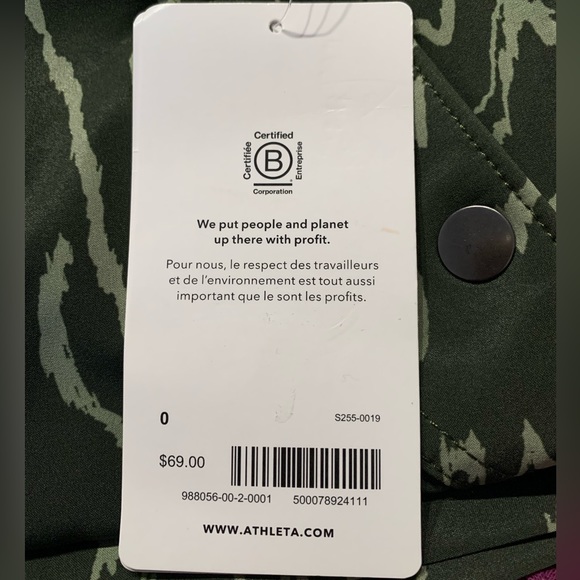 Certified
Certifiée
B
Entreprise
Corporation
We put people and planet
up there with profit.
Pour nous, le respect des travailleurs
et de l'environnement est tout aussi
important que le sont les profits.
0
S255-0019
$69.00
988056-00-2-0001 500078924111
WWW.ATHLETA.COM